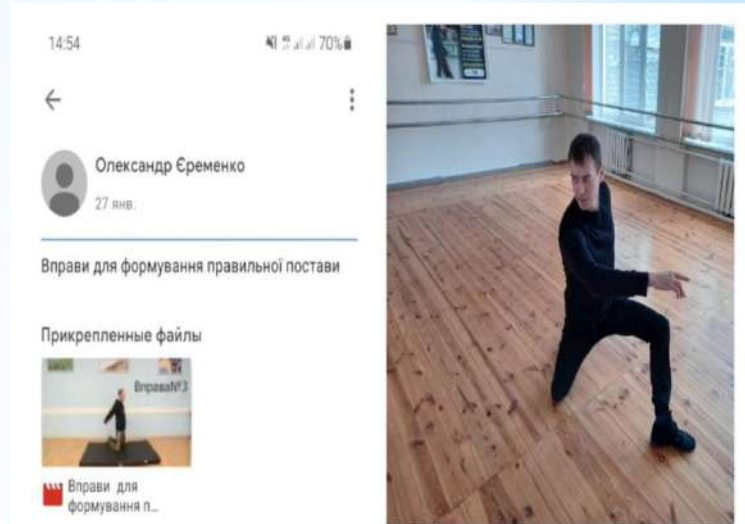 14:54
70%
Олександр Єременко
27 янв.
Вправи для формування правильної постави
Прикрепленные файлы
Вправа№3
Вправи для
формування п...